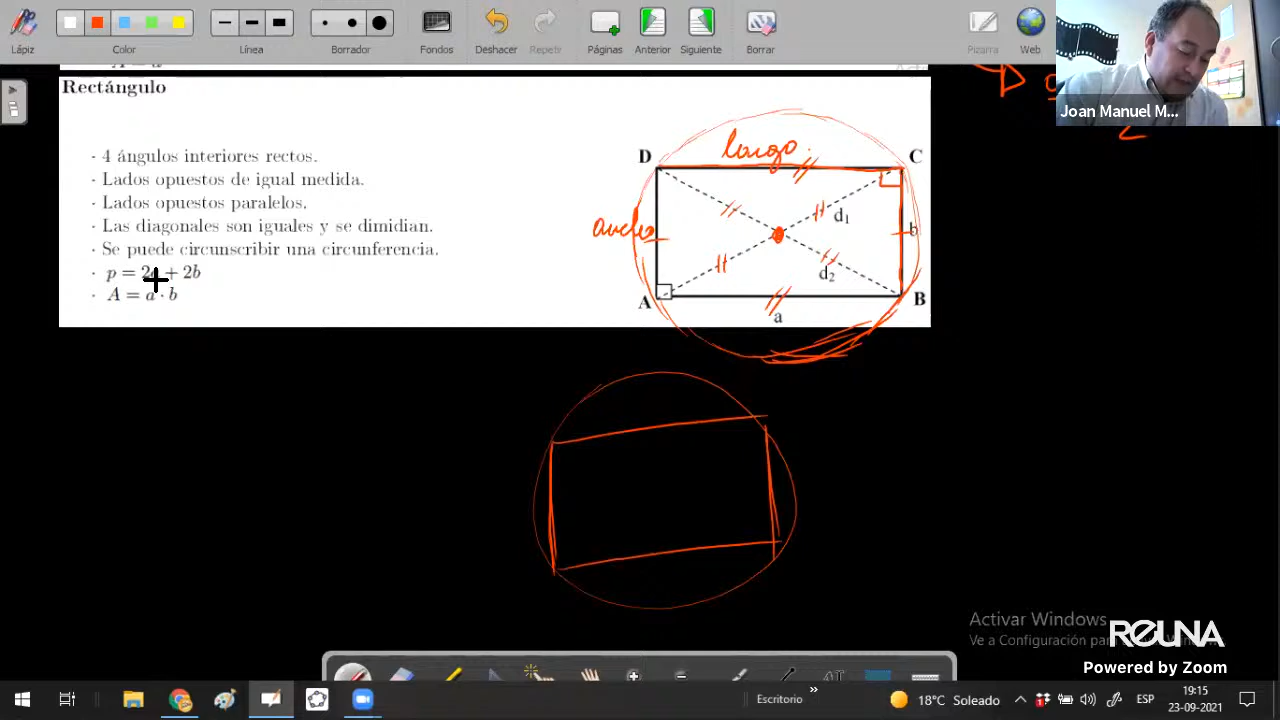 Lápiz
Color
Línea
Borrador
Fondos
Deshacer
Repetir
Páginas
Anterior
Siguiente
Borrar
Pizarra
Web
Joan Manuel M...
Rectángulo
· 4 ángulos interiores rectos.
· Lados opuestos de igual medida.
· Lados opuestos paralelos.
· Las diagonales son iguales y se dimidian.
· Se puede circunscribir una circunferencia.
· p = 2a + 2b
· A = a · b
D
largo.
C
ancho
d₁
b
d₂
A
B
a
Activar Windows
Ve a Configuración para
REUNA
Powered by Zoom
Escritorio
»
18°C Soleado
ESP
19:15
23-09-2021